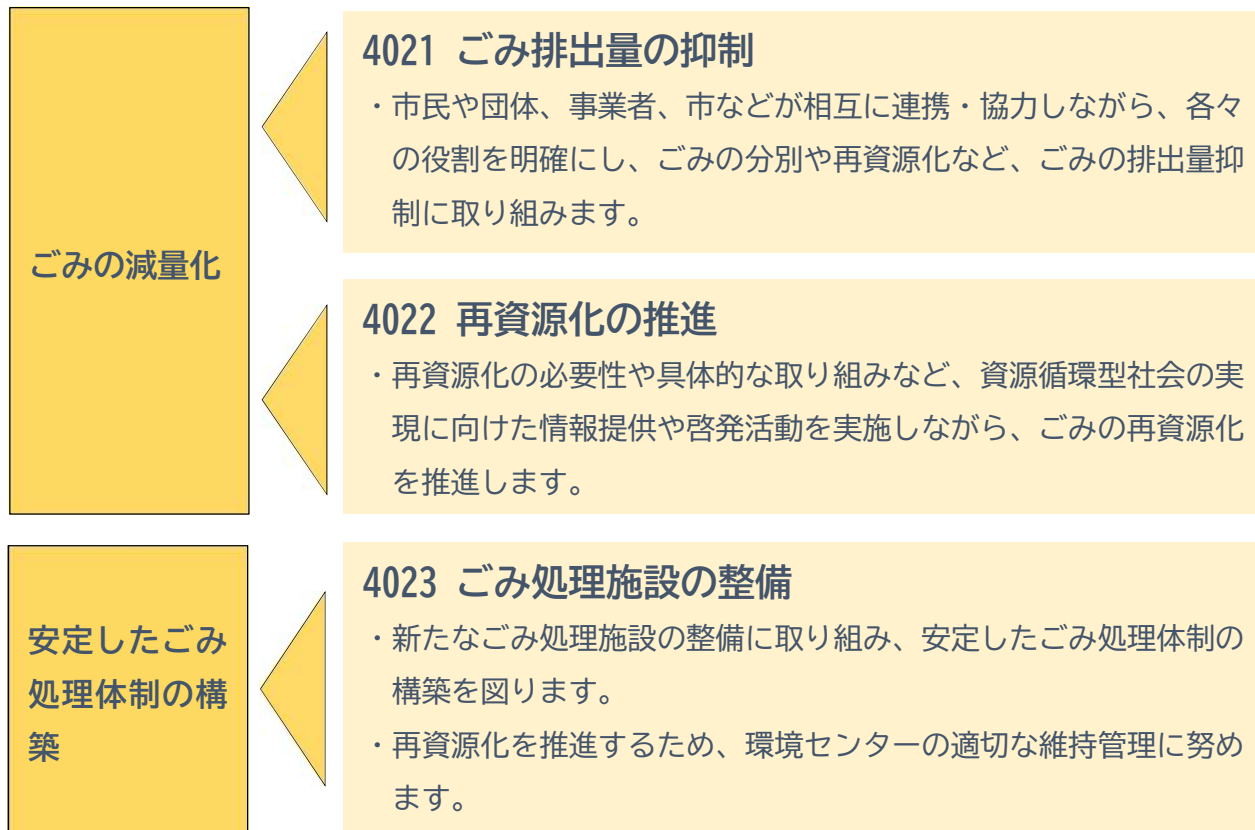 ごみの減量化
4021 ごみ排出量の抑制
・市民や団体、事業者、市などが相互に連携・協力しながら、各々
の役割を明確にし、ごみの分別や再資源化など、ごみの排出量抑
制に取り組みます。
4022 再資源化の推進
・再資源化の必要性や具体的な取り組みなど、資源循環型社会の実
現に向けた情報提供や啓発活動を実施しながら、ごみの再資源化
を推進します。
安定したごみ
処理体制の構
築
4023 ごみ処理施設の整備
・新たなごみ処理施設の整備に取り組み、安定したごみ処理体制の
構築を図ります。
・再資源化を推進するため、環境センターの適切な維持管理に努め
ます。